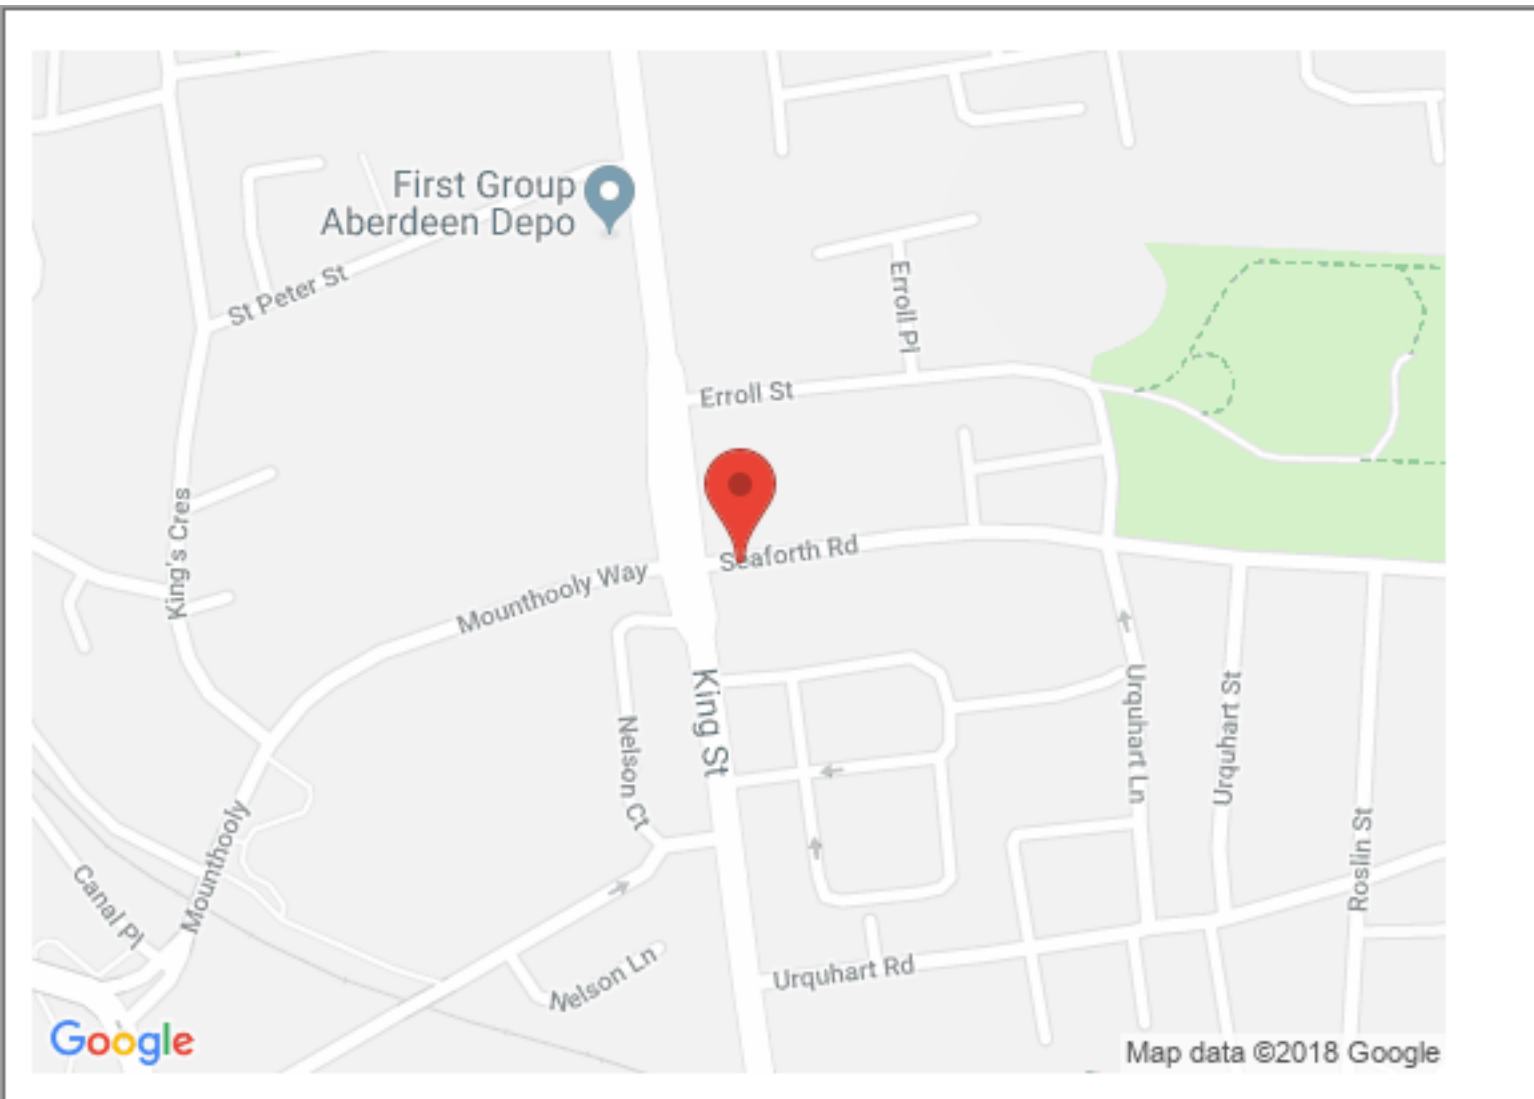 First Group
Aberdeen Depo
St Peter St
Erroll Pl
Erroll St
King's Cres
Seaforth Rd
Mounthooly Way
King St
Nelson Ct
Urquhart Ln
Urquhart St
Roslin St
Mounthooly
Canal Pl
Nelson Ln
Urquhart Rd
Google
Map data ©2018 Google